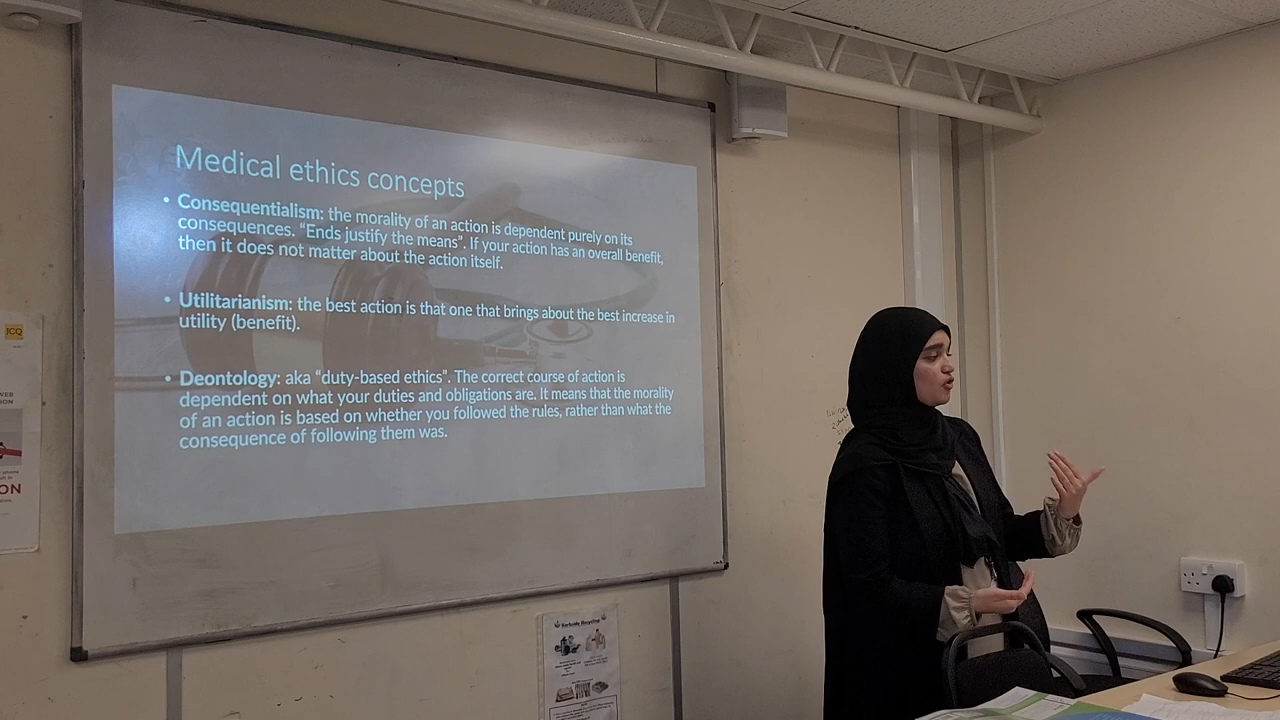 Medical ethics concepts
• Consequentialism: the morality of an action is dependent purely on its
consequences. “Ends justify the means”. If your action has an overall benefit,
then it does not matter about the action itself.
• Utilitarianism: the best action is that one that brings about the best increase in
utility (benefit).
• Deontology: aka “duty-based ethics”. The correct course of action is
dependent on what your duties and obligations are. It means that the morality
of an action is based on whether you followed the rules, rather than what the
consequence of following them was.
JCQ
WEB
ON
Kerbside Recycling